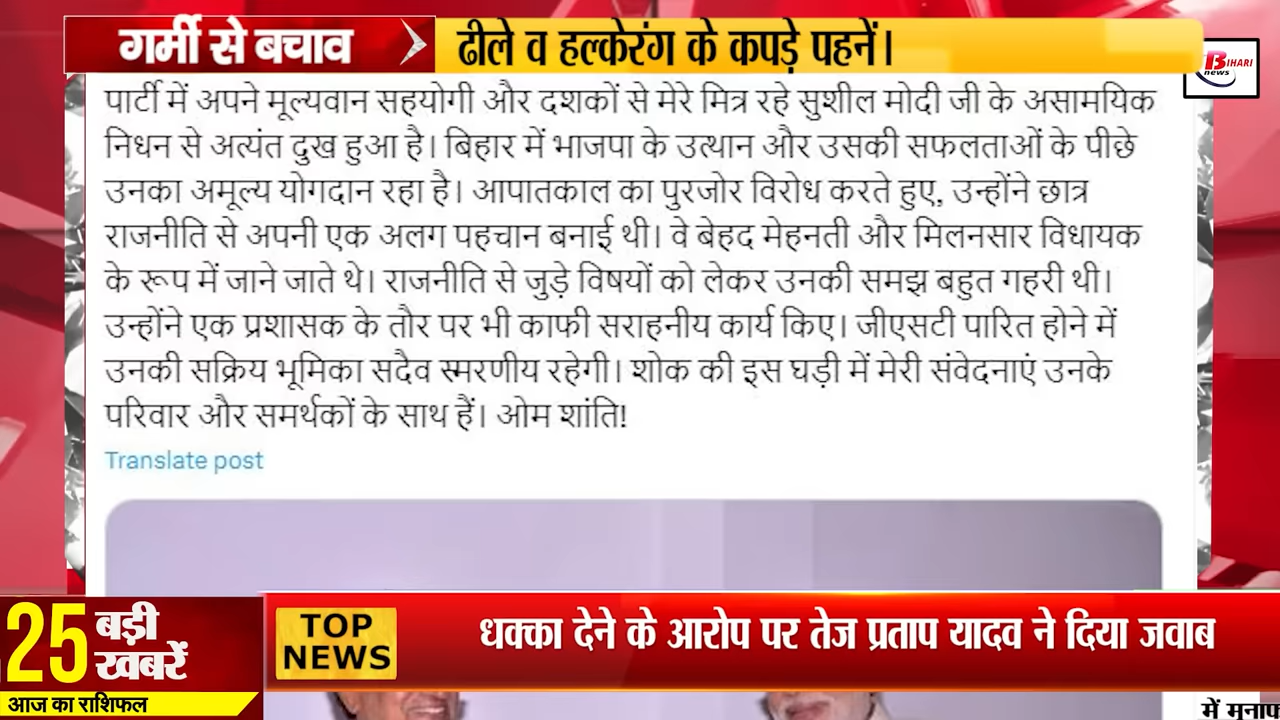 गर्मी से बचाव
ढीले व हल्केरंग के कपड़े पहनें।
BIHARI
news
पार्टी में अपने मूल्यवान सहयोगी और दशकों से मेरे मित्र रहे सुशील मोदी जी के असामयिक
निधन से अत्यंत दुख हुआ है। बिहार में भाजपा के उत्थान और उसकी सफलताओं के पीछे
उनका अमूल्य योगदान रहा है। आपातकाल का पुरजोर विरोध करते हुए, उन्होंने छात्र
राजनीति से अपनी एक अलग पहचान बनाई थी। वे बेहद मेहनती और मिलनसार विधायक
के रूप में जाने जाते थे। राजनीति से जुड़े विषयों को लेकर उनकी समझ बहुत गहरी थी।
उन्होंने एक प्रशासक के तौर पर भी काफी सराहनीय कार्य किए। जीएसटी पारित होने में
उनकी सक्रिय भूमिका सदैव स्मरणीय रहेगी। शोक की इस घड़ी में मेरी संवेदनाएं उनके
परिवार और समर्थकों के साथ हैं। ओम शांति!
Translate post
25 बड़ी
खबरें
TOP
NEWS
धक्का देने के आरोप पर तेज प्रताप यादव ने दिया जवाब
आज का राशिफल
में